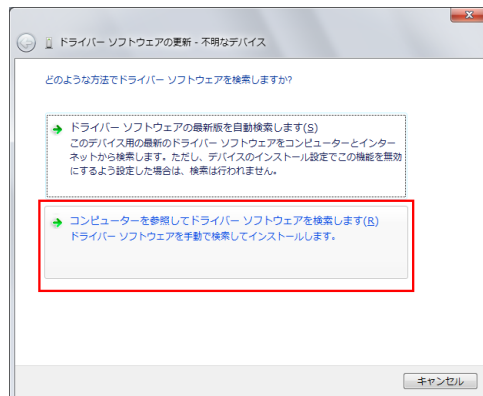 ドライバー ソフトウェアの更新 - 不明なデバイス
どのような方法でドライバー ソフトウェアを検索しますか?
ドライバー ソフトウェアの最新版を自動検索します(S)
このデバイス用の最新のドライバー ソフトウェアをコンピューターとインター
ネットから検索します。ただし、デバイスのインストール設定でこの機能を無効
にするよう設定した場合は、検索は行われません。
コンピューターを参照してドライバー ソフトウェアを検索します(R)
ドライバー ソフトウェアを手動で検索してインストールします。
キャンセル